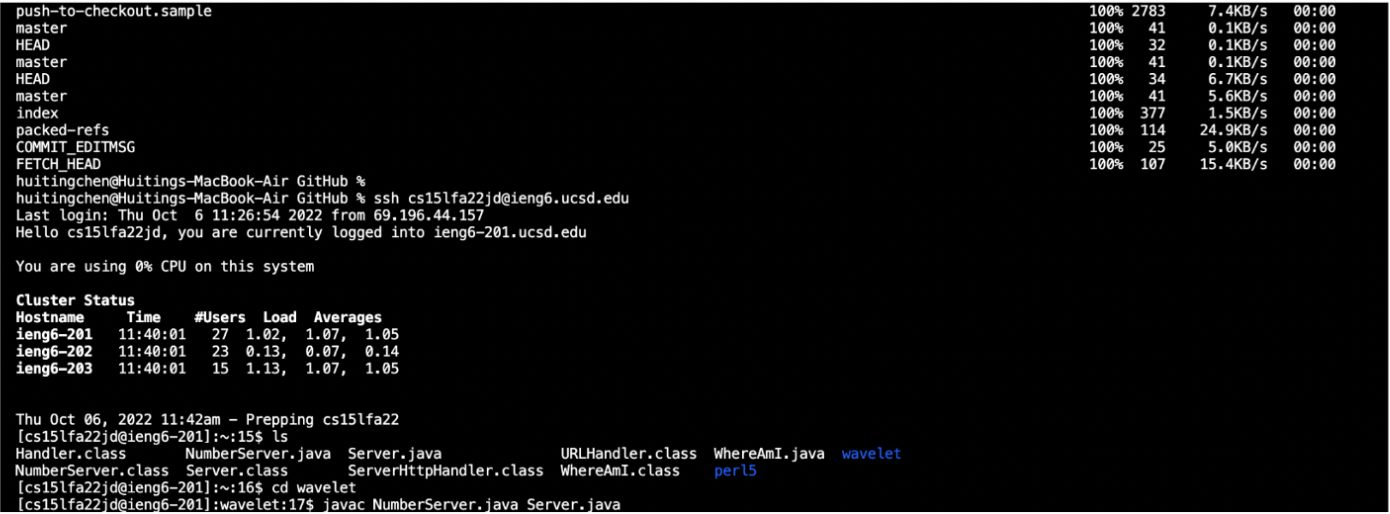 push-to-checkout.sample 100% 2783 7.4KB/s 00:00
master 100% 41 0.1KB/s 00:00
HEAD 100% 32 0.1KB/s 00:00
master 100% 41 0.1KB/s 00:00
HEAD 100% 34 6.7KB/s 00:00
master 100% 41 5.6KB/s 00:00
index 100% 377 1.5KB/s 00:00
packed-refs 100% 114 24.9KB/s 00:00
COMMIT_EDITMSG 100% 25 5.0KB/s 00:00
FETCH_HEAD 100% 107 15.4KB/s 00:00
huitingchen@Huitings-MacBook-Air GitHub %
huitingchen@Huitings-MacBook-Air GitHub % ssh cs15lfa22jd@ieng6.ucsd.edu
Last login: Thu Oct  6 11:26:54 2022 from 69.196.44.157
Hello cs15lfa22jd, you are currently logged into ieng6-201.ucsd.edu
You are using 0% CPU on this system
Cluster Status
Hostname Time #Users Load Averages
ieng6-201 11:40:01 27 1.02, 1.07, 1.05
ieng6-202 11:40:01 23 0.13, 0.07, 0.14
ieng6-203 11:40:01 15 1.13, 1.07, 1.05
Thu Oct 06, 2022 11:42am - Prepping cs15lfa22
[cs15lfa22jd@ieng6-201]:~:15$ ls
Handler.class NumberServer.java Server.java URLHandler.class WhereAmI.java wavelet
NumberServer.class Server.class ServerHttpHandler.class WhereAmI.class perl5
[cs15lfa22jd@ieng6-201]:~:16$ cd wavelet
[cs15lfa22jd@ieng6-201]:wavelet:17$ javac NumberServer.java Server.java